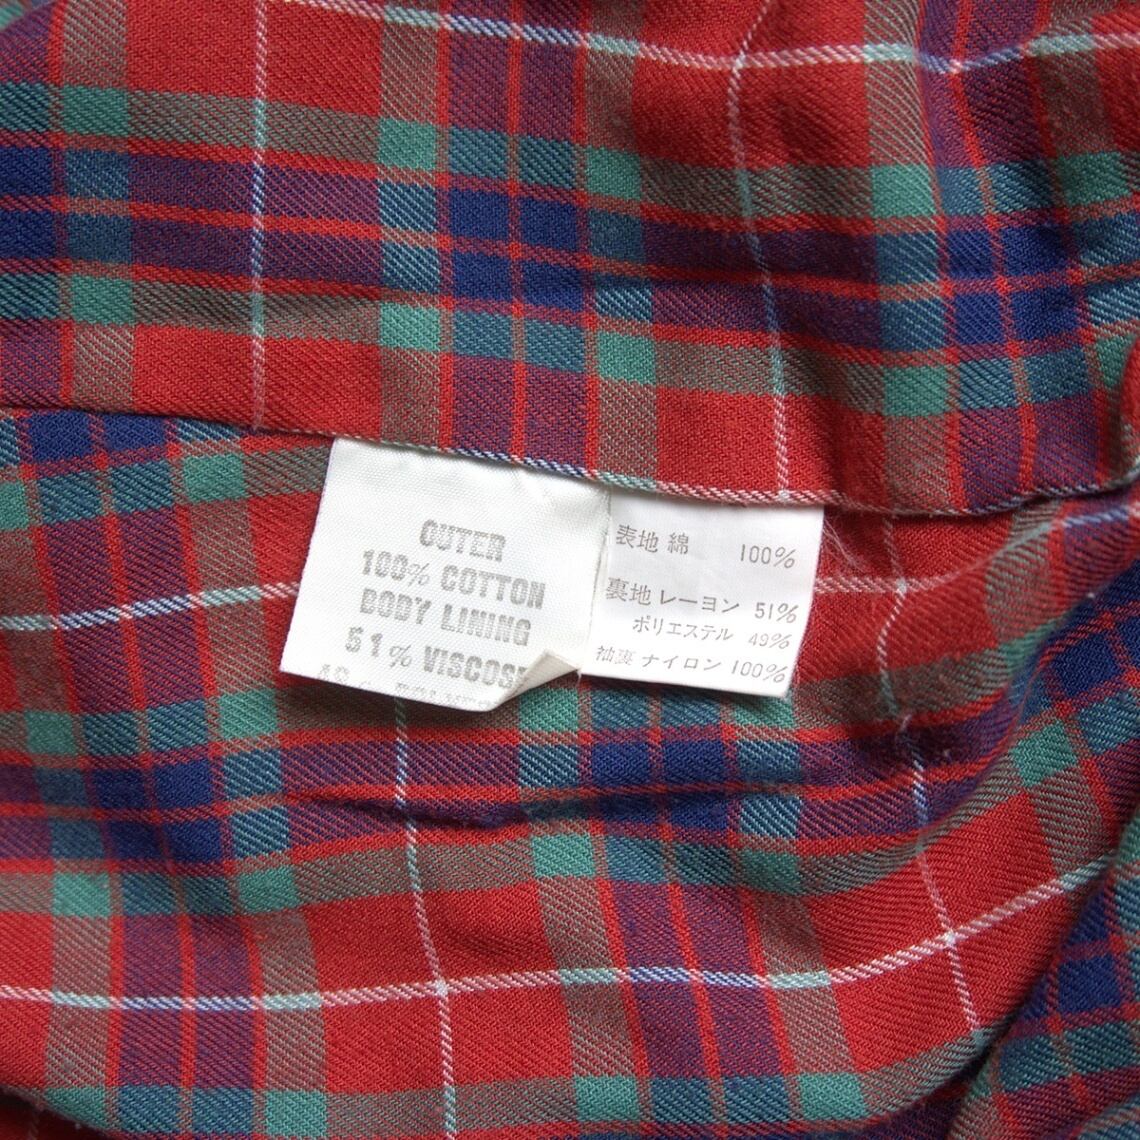 OUTER
100% COTTON
BODY LINING
51% VISCOSE
表地 綿 100%
裏地 レーヨン 51%
ポリエステル 49%
袖裏 ナイロン 100%